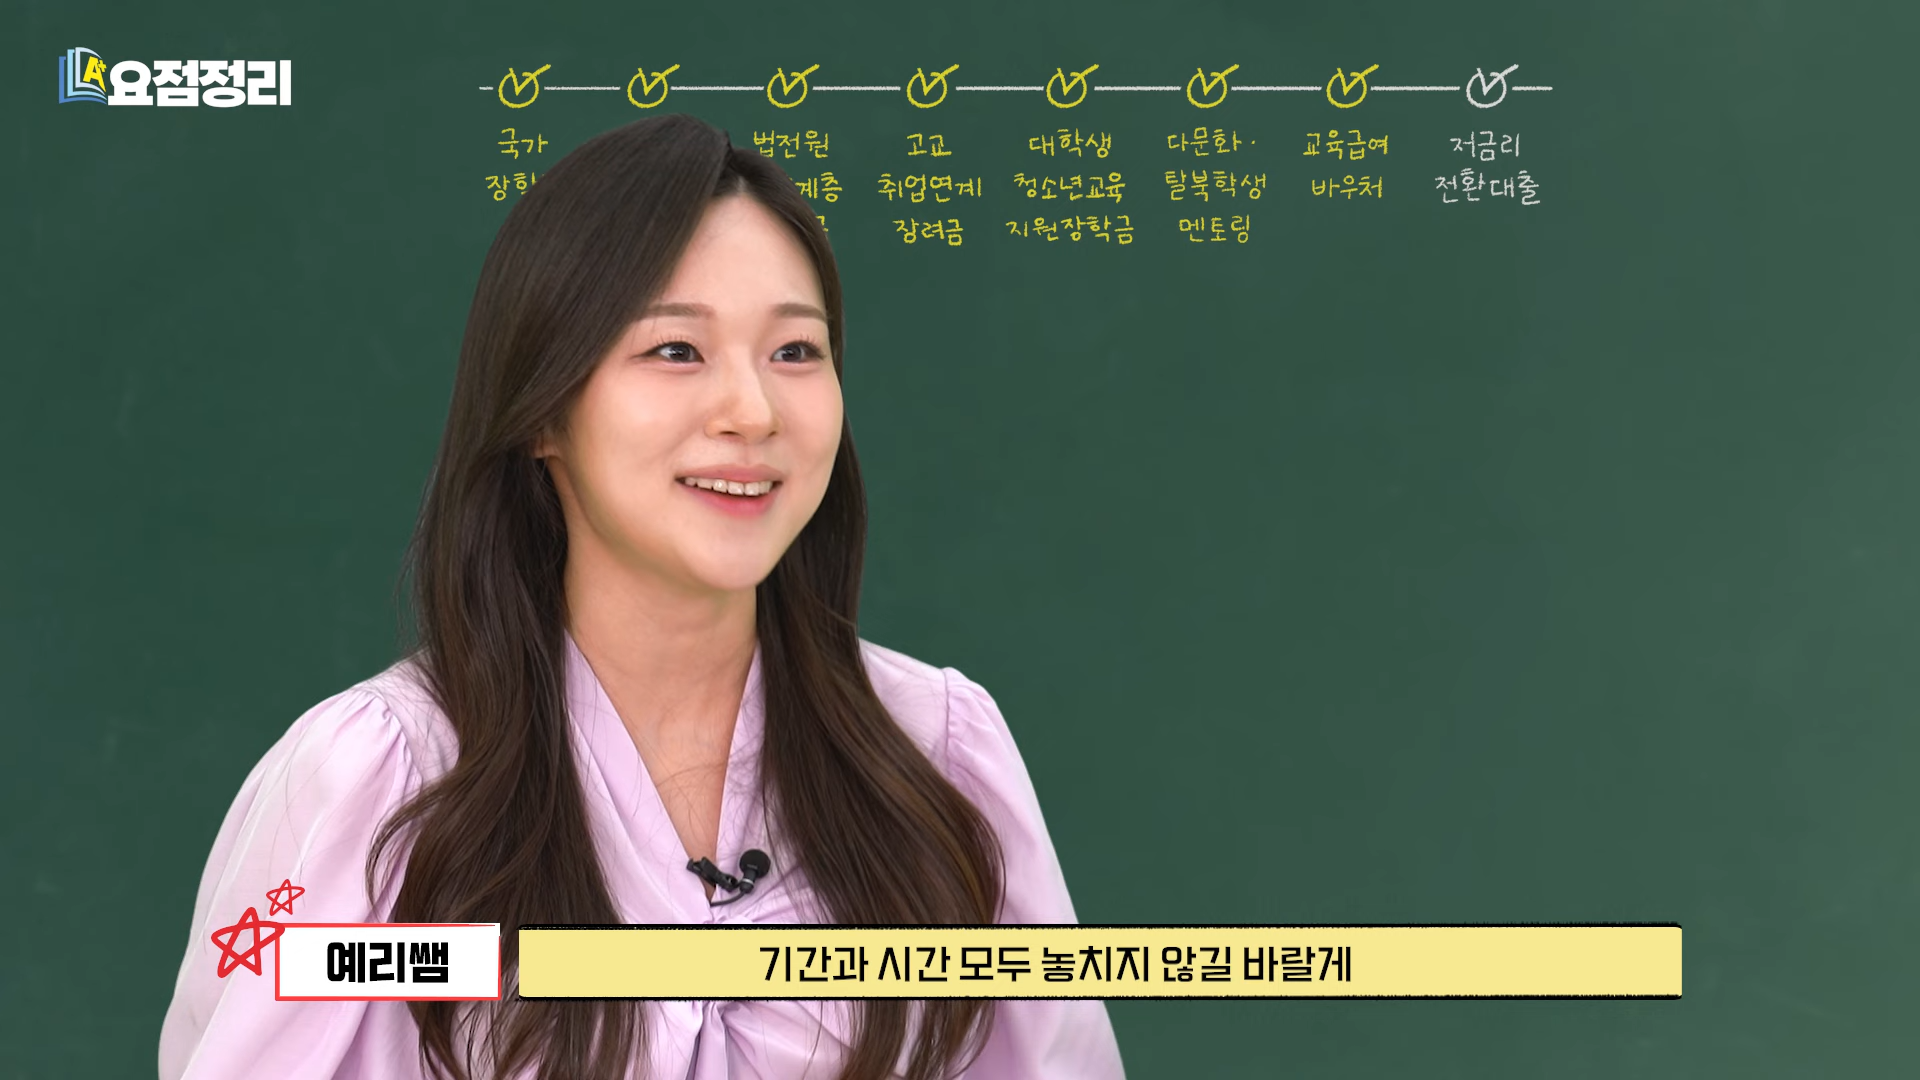 A+
요점정리
국가
법전원
고교
대학생
다문화·
교육급여
저금리
계층
취업연계
청소년교육
탈북학생
바우처
전환대출
장려금
지원장학금
멘토링
예리쌤
기간과 시간 모두 놓치지 않길 바랄게